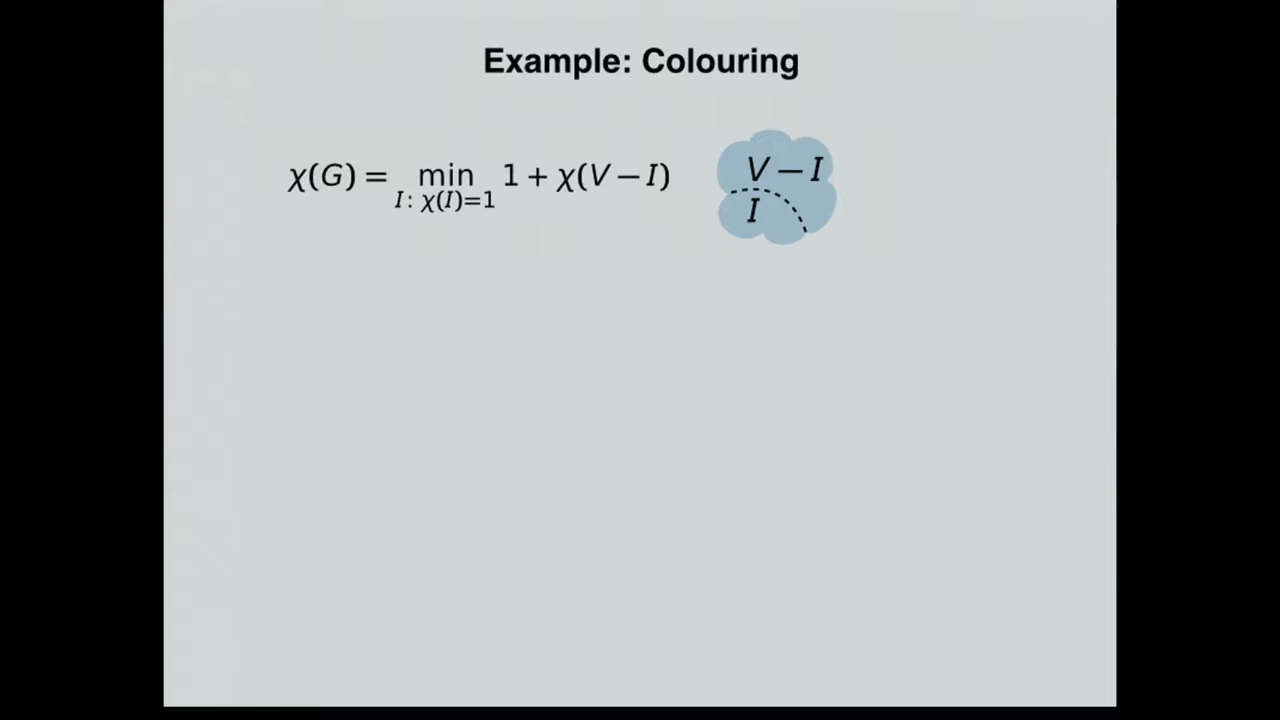 Example: Colouring
χ(G) = min 1 + χ(V − I)
I: χ(I)=1
V − I
I